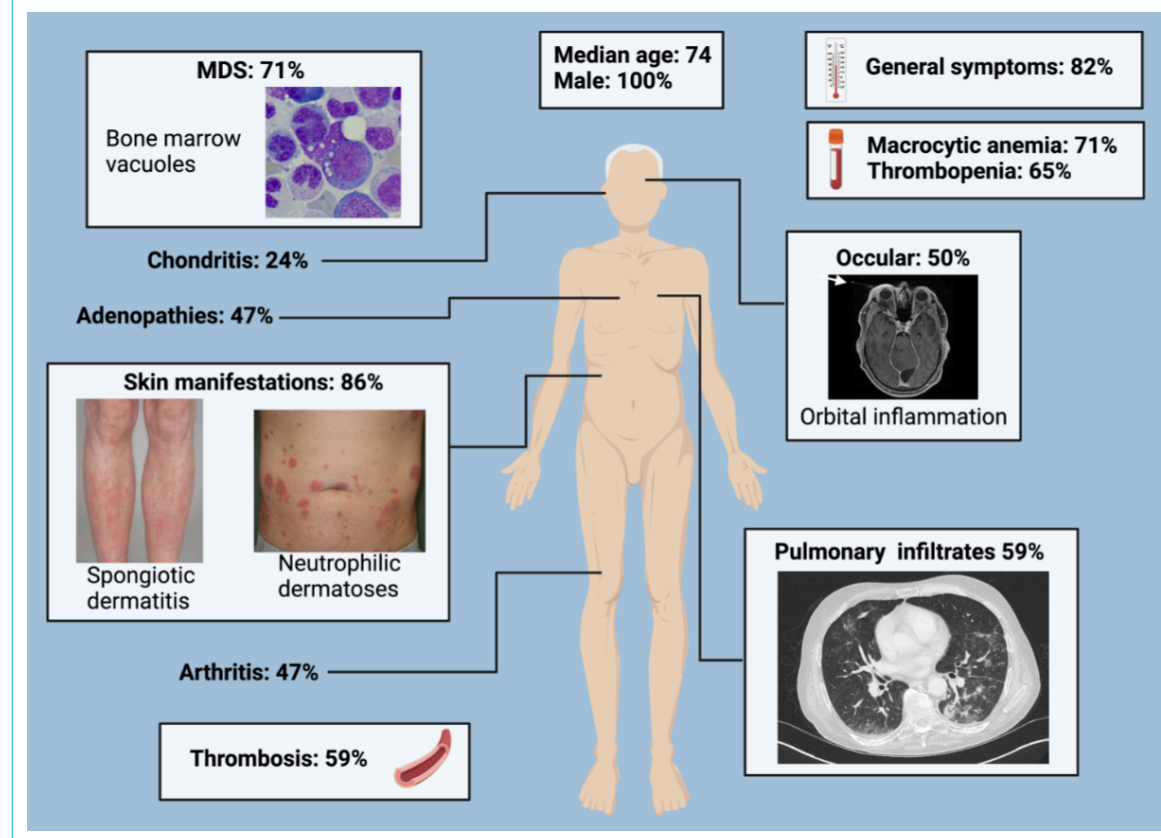 MDS: 71%
Bone marrow
vacuoles
Median age: 74
Male: 100%
General symptoms: 82%
Macrocytic anemia: 71%
Thrombopenia: 65%
Chondritis: 24%
Adenopathies: 47%
Occular: 50%
Orbital inflammation
Skin manifestations: 86%
Spongiotic
dermatitis
Neutrophilic
dermatoses
Arthritis: 47%
Pulmonary infiltrates 59%
Thrombosis: 59%